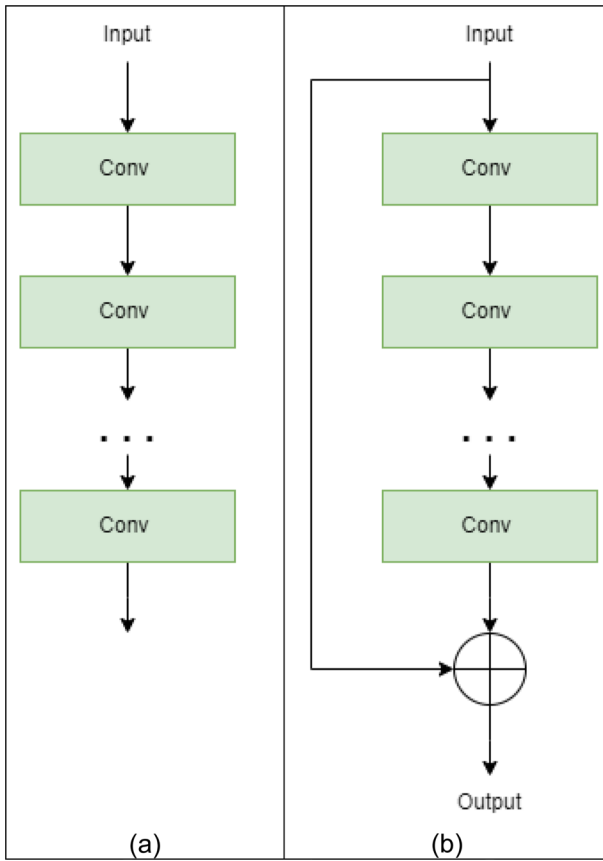 Input
Conv
Conv
. . .
Conv
(a)
Input
Conv
Conv
. . .
Conv
Output
(b)